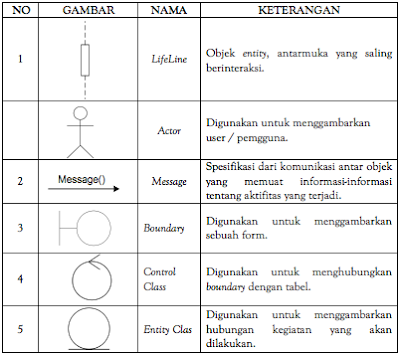 NO GAMBAR NAMA KETERANGAN
1 LifeLine Objek entity, antarmuka yang saling
berinteraksi.
Actor Digunakan untuk menggambarkan
user / pemgguna.
2 Message() Message Spesifikasi dari komunikasi antar objek
yang memuat informasi-informasi
tentang aktifitas yang terjadi.
3 Boundary Digunakan untuk menggambarkan
sebuah form.
4 Control
Class Digunakan untuk menghubungkan
boundary dengan tabel.
5 Entity Clas Digunakan untuk menggambarkan
hubungan kegiatan yang akan
dilakukan.